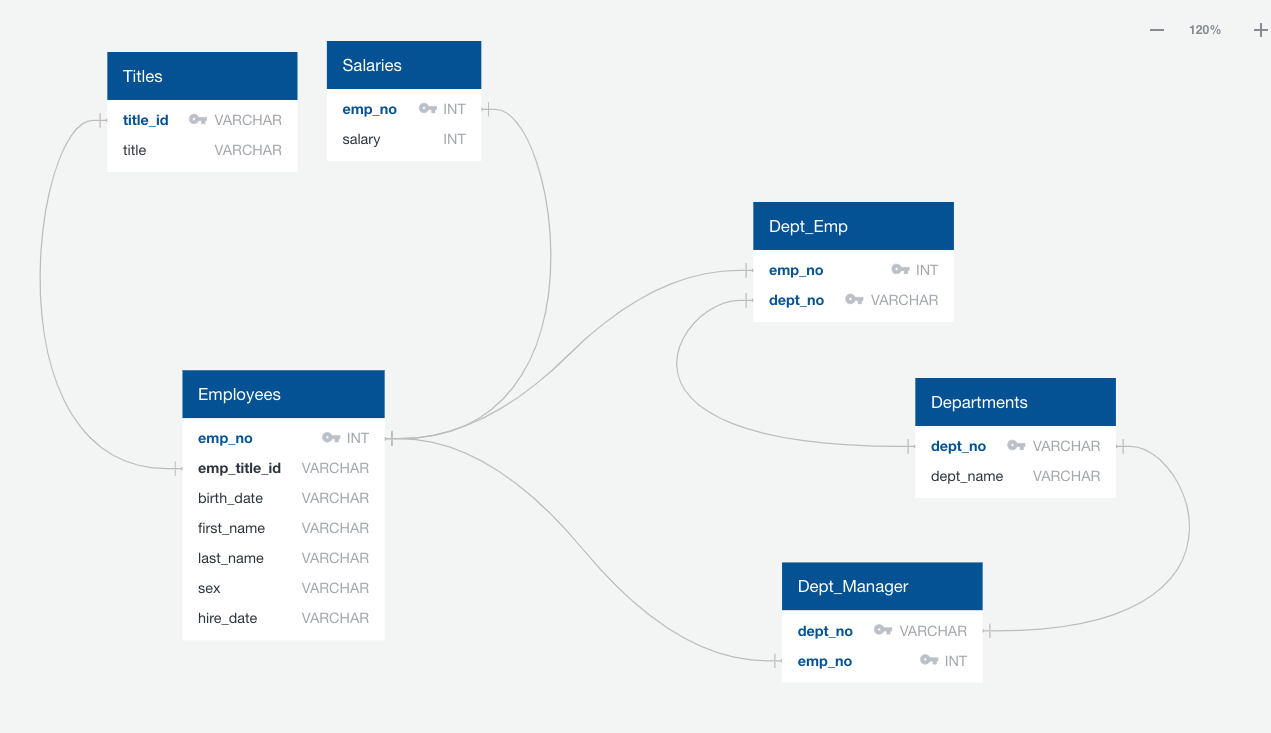 120%
Titles
title_id VARCHAR
title VARCHAR
Salaries
emp_no INT
salary INT
Dept_Emp
emp_no INT
dept_no VARCHAR
Employees
emp_no INT
emp_title_id VARCHAR
birth_date VARCHAR
first_name VARCHAR
last_name VARCHAR
sex VARCHAR
hire_date VARCHAR
Departments
dept_no VARCHAR
dept_name VARCHAR
Dept_Manager
dept_no VARCHAR
emp_no INT